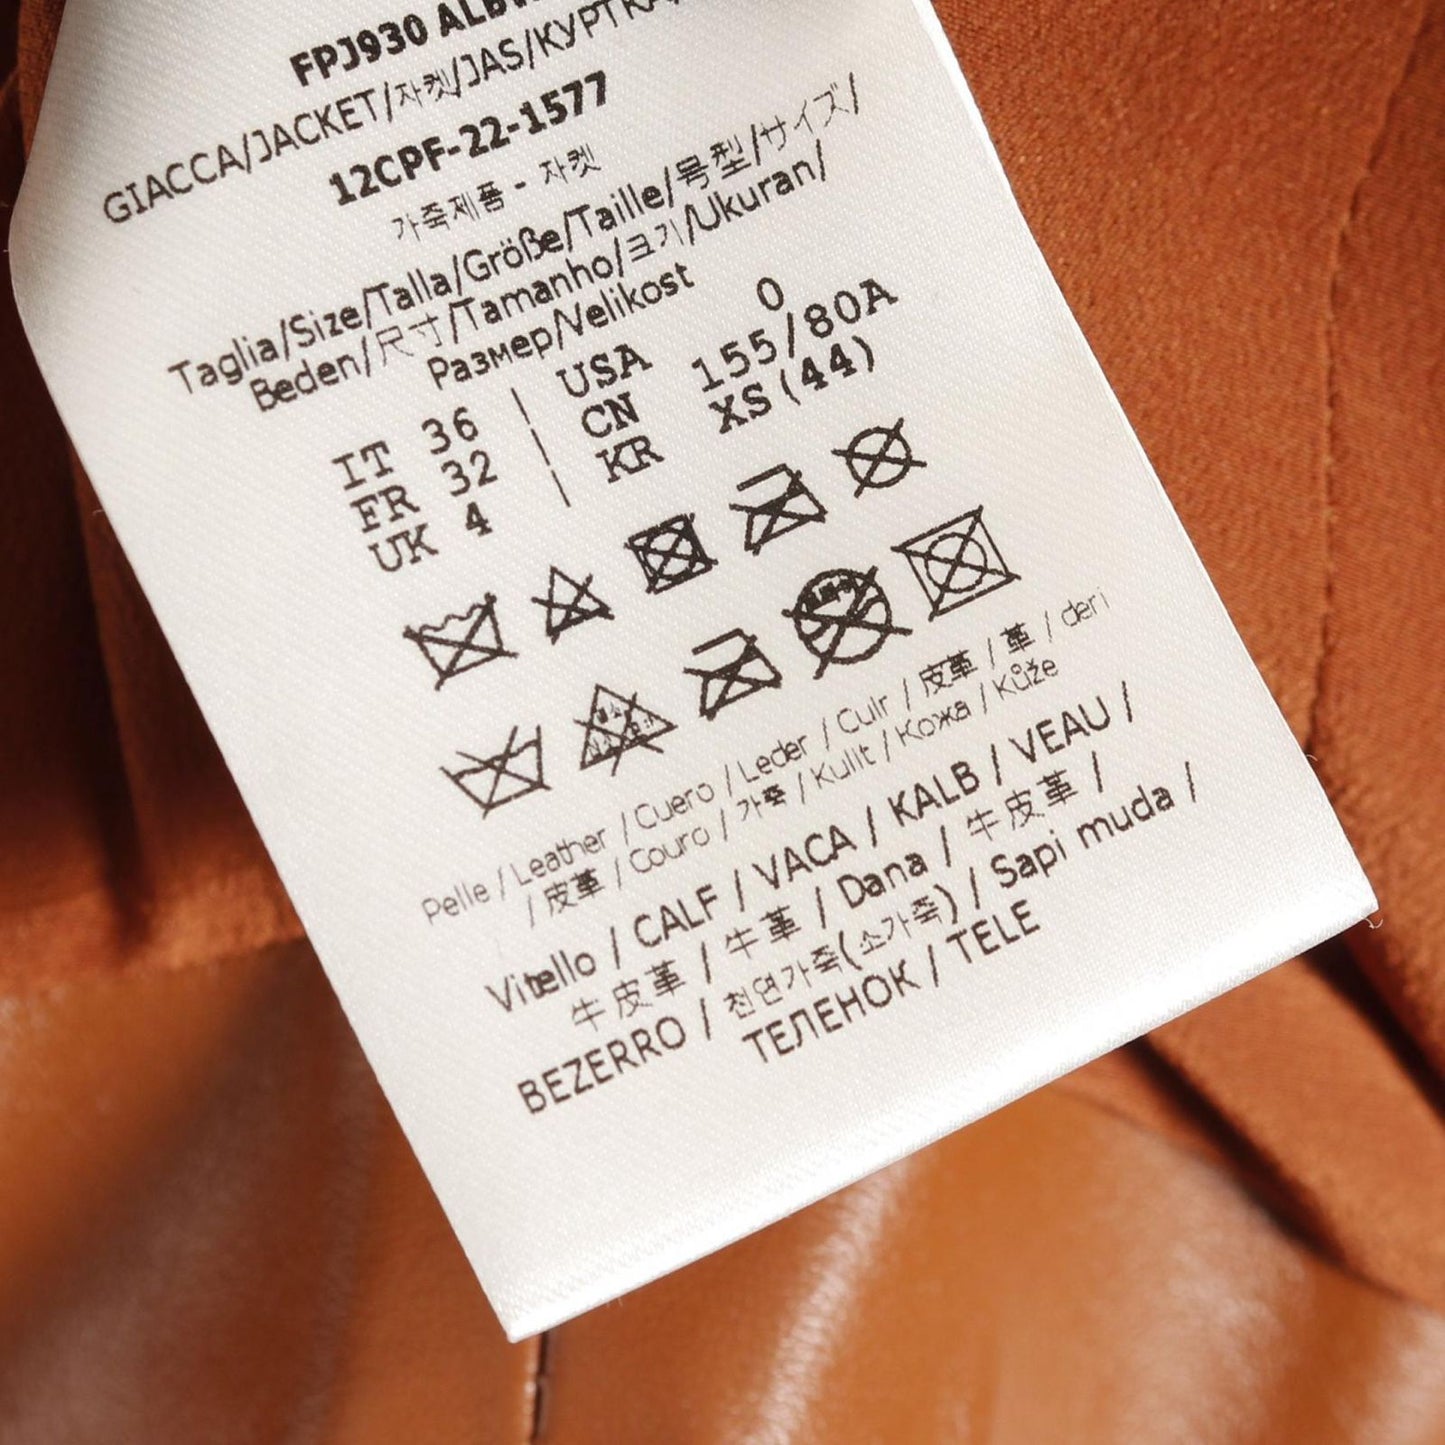 FPJ930
GIACCA/JACKET/자켓/JAS/КУРТКА/
12CPF-22-1577
가죽제품 - 자켓
Taglia/Size/Talla/Größe/Taille/号型/サイズ/
Beden/尺寸/Tamanho/크기/Ukuran/
Размер/Velikost
IT 36 | USA 0
FR 32 | CN 155/80A
UK 4 | KR XS(44)
Pelle / Leather / Cuero / Leder / Cuir / 皮革 / 革 / deri
/ 皮革 / Couro / 가죽 / Kulit / Кожа / Kůže
Vitello / CALF / VACA / KALB / VEAU /
牛皮革 / 牛革 / Dana / 牛皮革 /
BEZERRO / 천연가죽(소가죽) / Sapi muda /
ТЕЛЕНОК / TELE